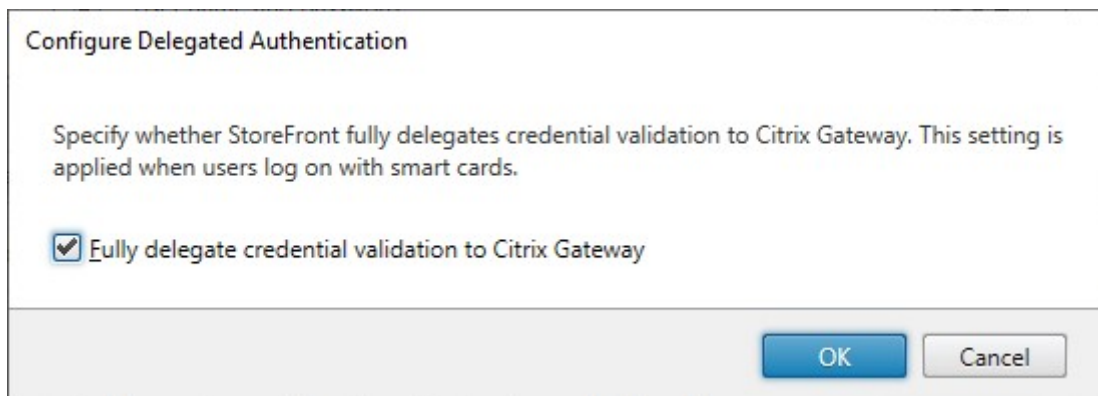 Configure Delegated Authentication
Specify whether StoreFront fully delegates credential validation to Citrix Gateway. This setting is
applied when users log on with smart cards.
Fully delegate credential validation to Citrix Gateway
OK
Cancel